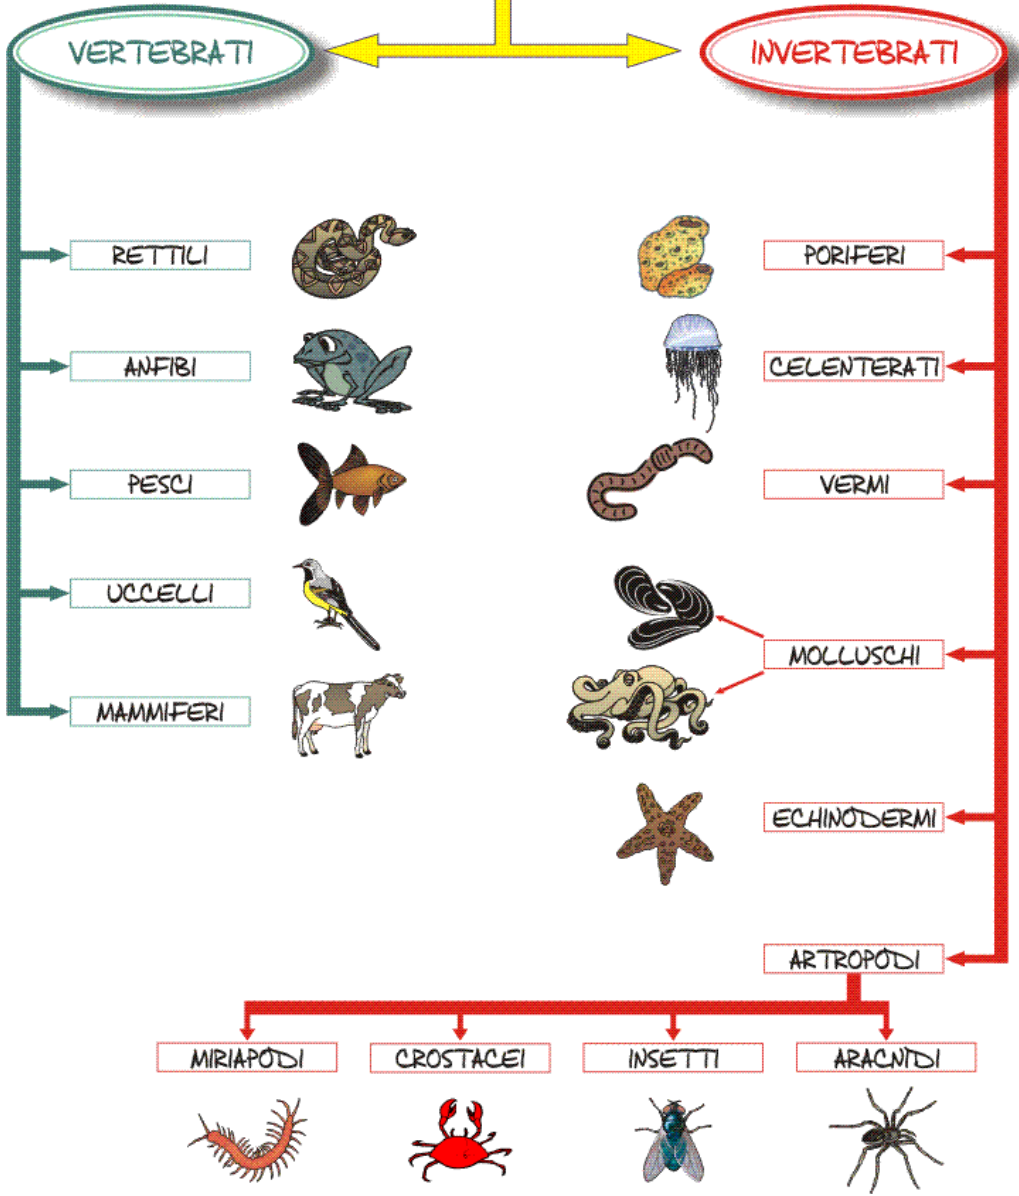 VERTEBRATI
INVERTEBRATI
RETTILI
PORIFERI
ANFIBI
CELENTERATI
PESCI
VERMI
UCCELLI
MOLLUSCHI
MAMMIFERI
ECHINODERMI
ARTROPODI
MIRIAPODI
CROSTACEI
INSETTI
ARACNIDI